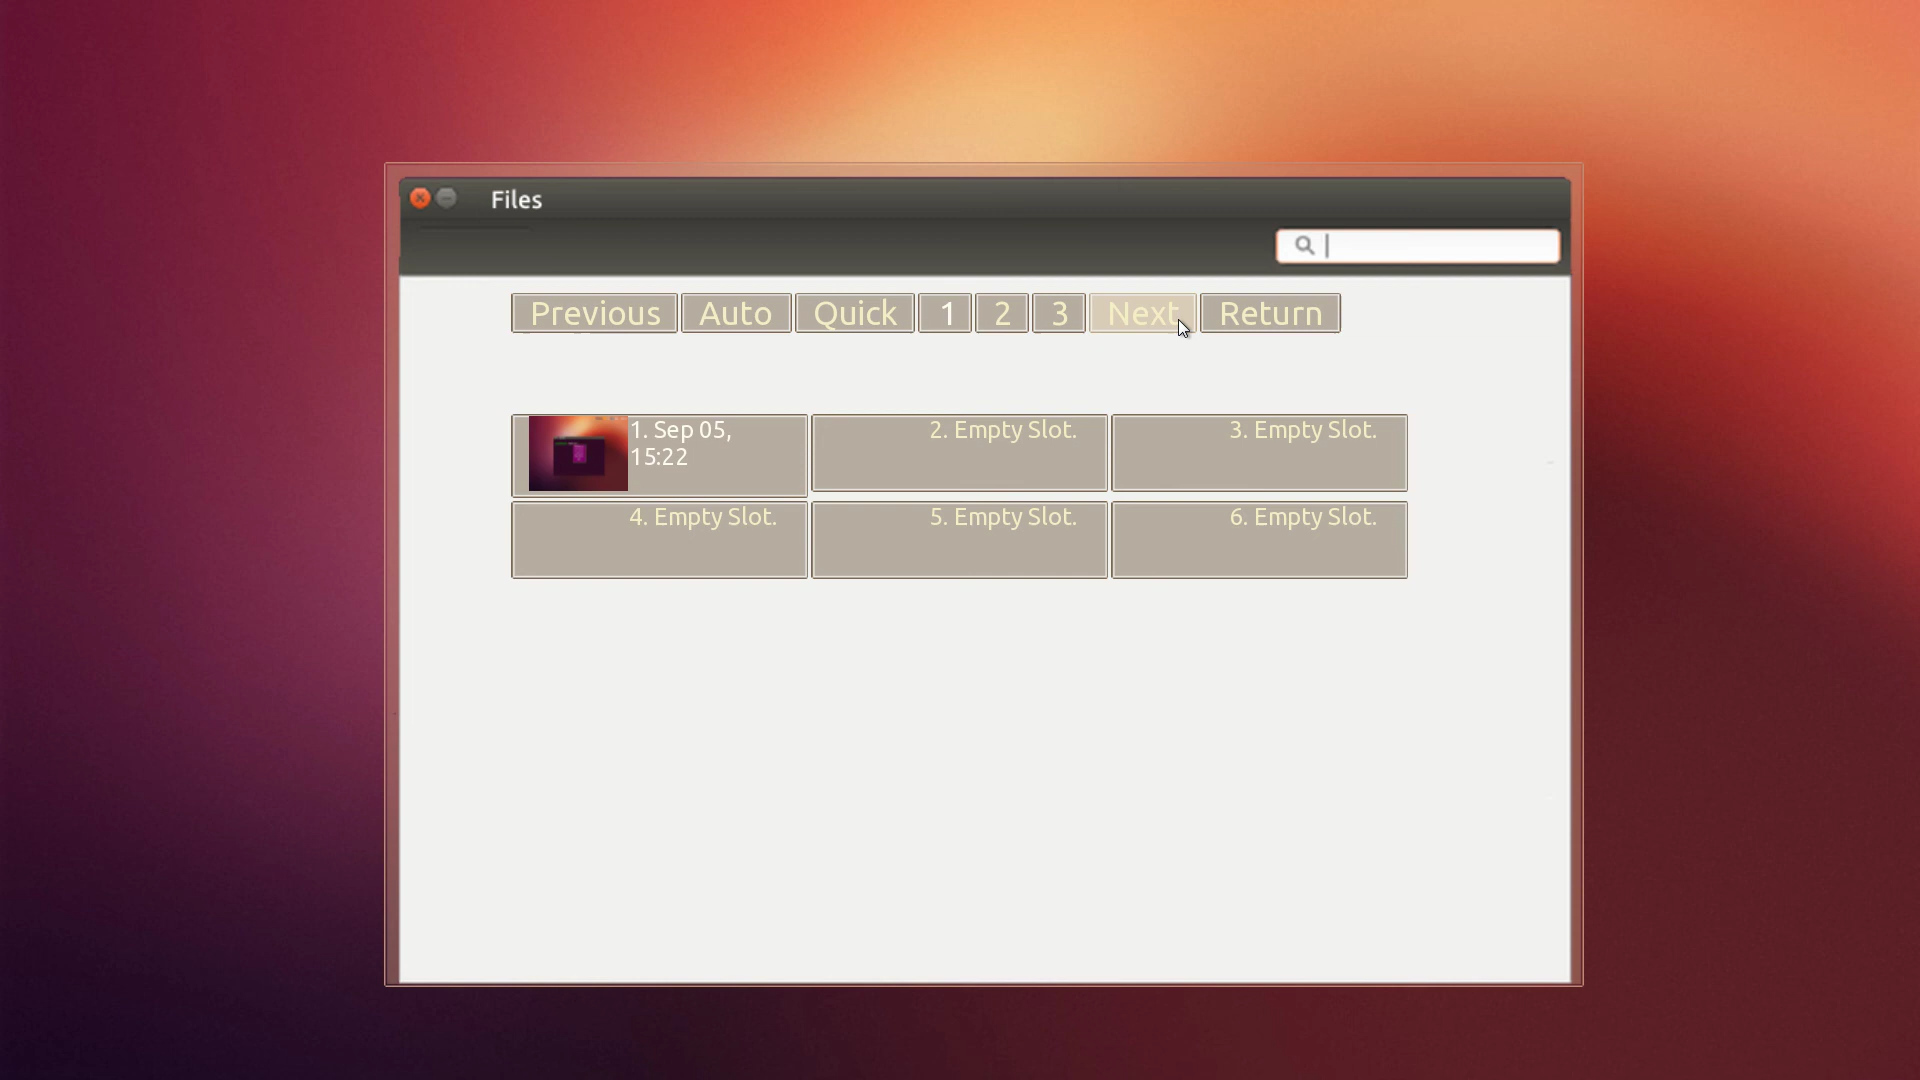 Files
Previous Auto Quick 1 2 3 Next Return
1. Sep 05,
15:22
2. Empty Slot.
3. Empty Slot.
4. Empty Slot.
5. Empty Slot.
6. Empty Slot.